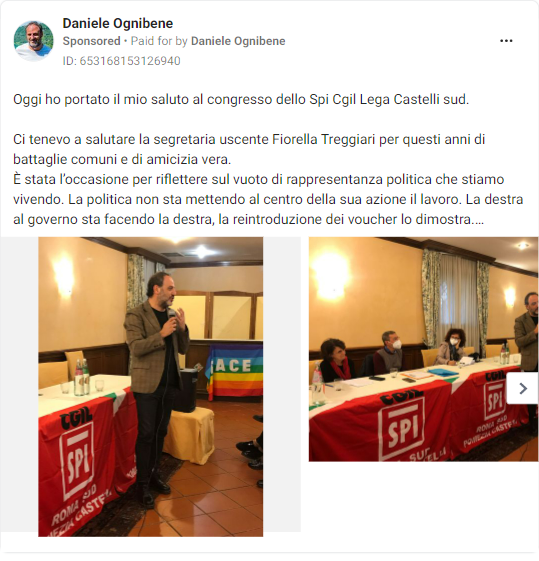 Daniele Ognibene
Sponsored • Paid for by Daniele Ognibene
ID: 653168153126940
Oggi ho portato il mio saluto al congresso dello Spi Cgil Lega Castelli sud.
Ci tenevo a salutare la segretaria uscente Fiorella Treggiari per questi anni di
battaglie comuni e di amicizia vera.
È stata l’occasione per riflettere sul vuoto di rappresentanza politica che stiamo
vivendo. La politica non sta mettendo al centro della sua azione il lavoro. La destra
al governo sta facendo la destra, la reintroduzione dei voucher lo dimostra....
ACE
CGIL
SPI
ROMA SUD
CGIL
SPI
CGIL
SPI
ROMA SUD